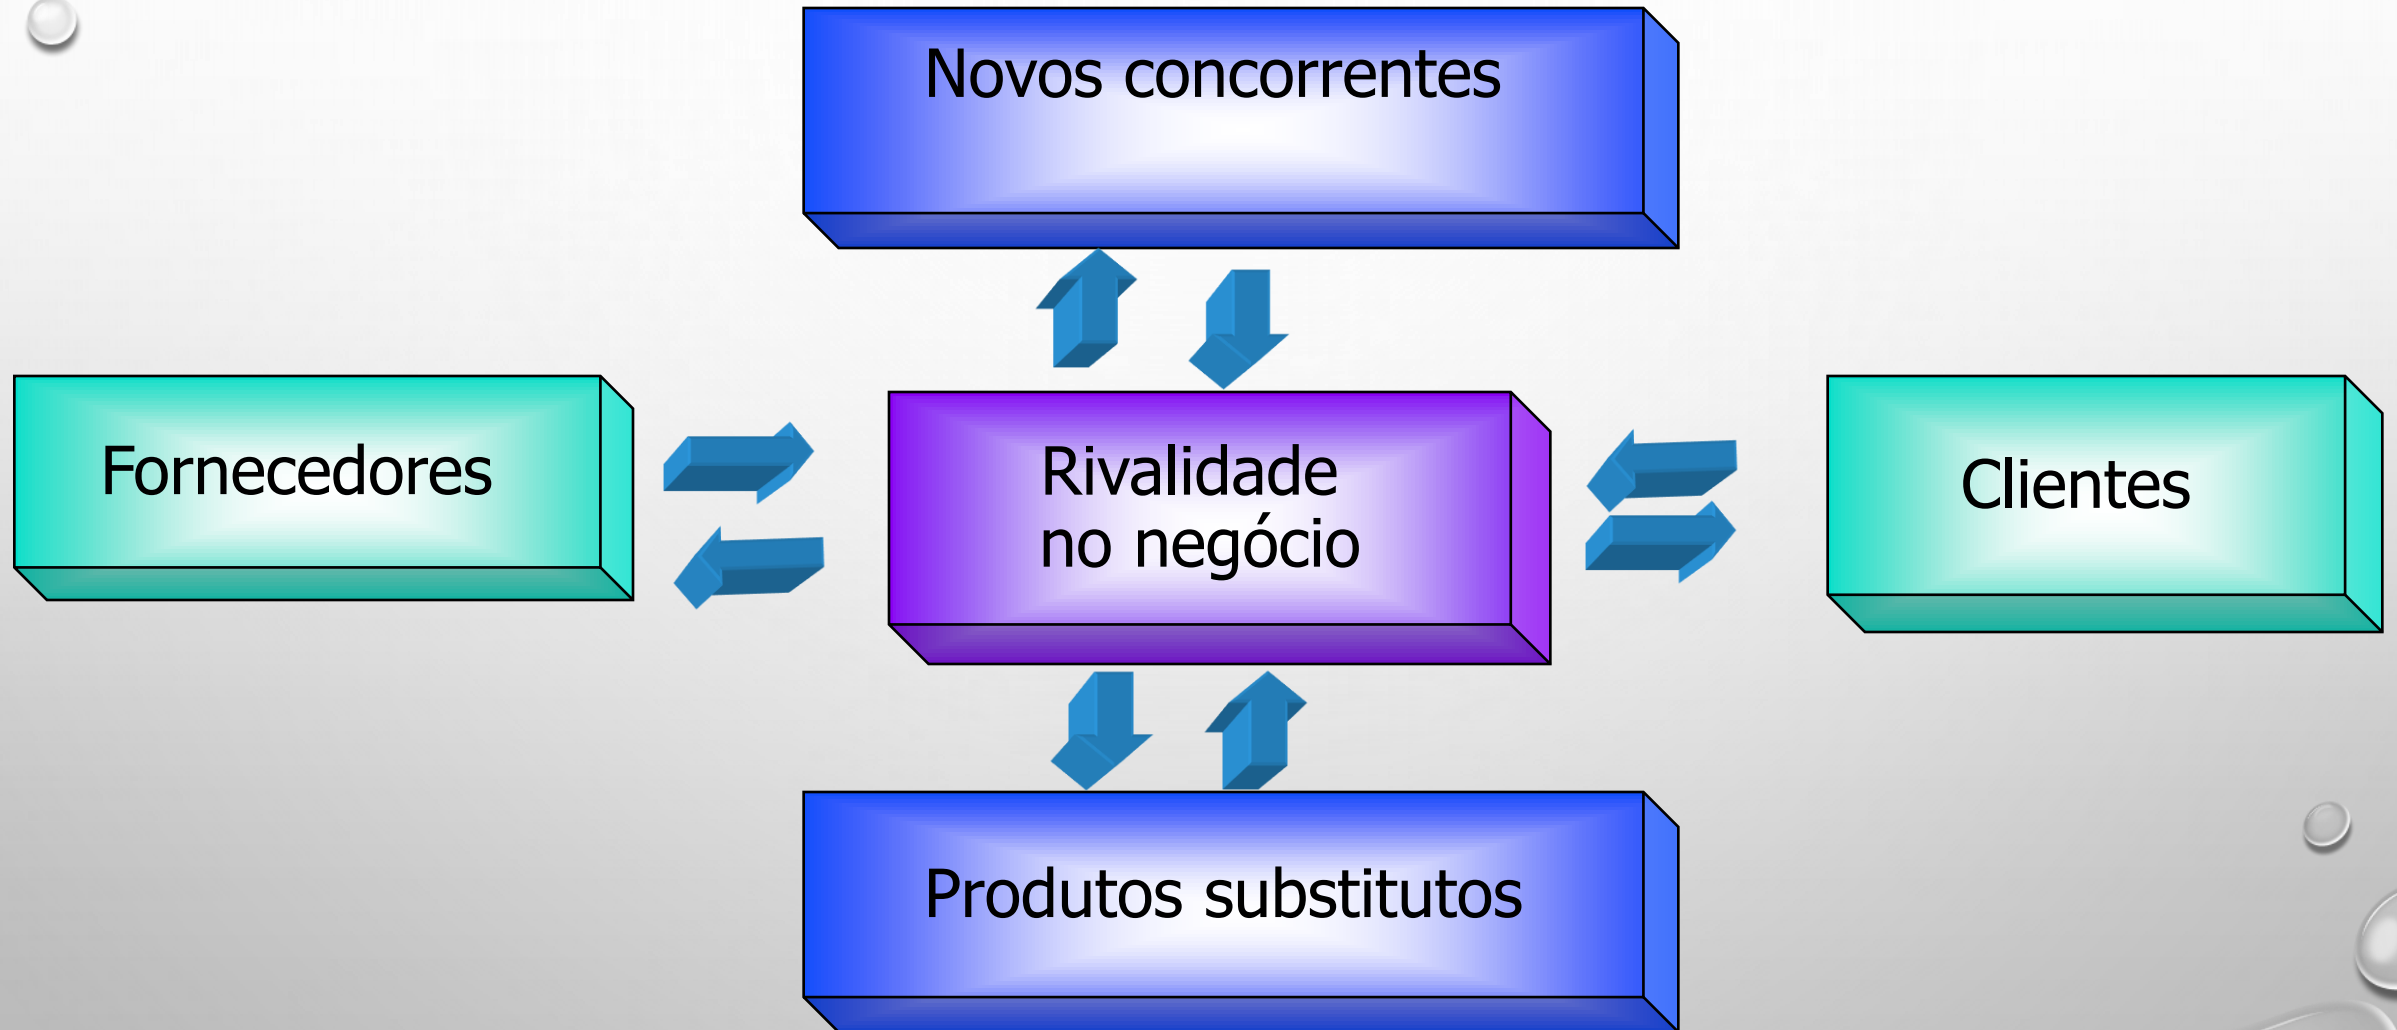 Novos concorrentes
Fornecedores
Rivalidade
no negócio
Clientes
Produtos substitutos